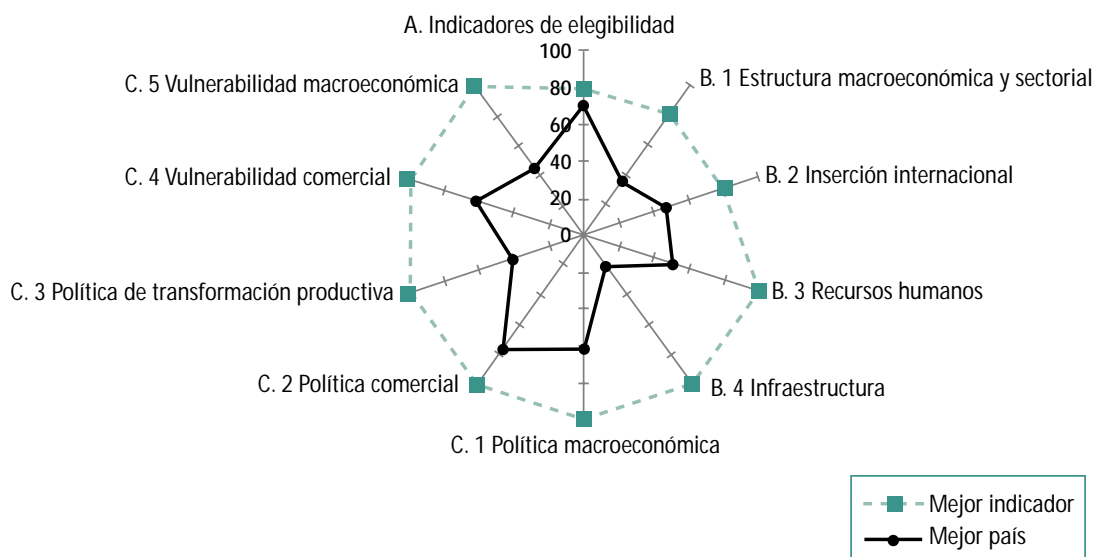 A. Indicadores de elegibilidad
100
80
60
40
20
0
B. 1 Estructura macroeconómica y sectorial
B. 2 Inserción internacional
B. 3 Recursos humanos
B. 4 Infraestructura
C. 1 Política macroeconómica
C. 2 Política comercial
C. 3 Política de transformación productiva
C. 4 Vulnerabilidad comercial
C. 5 Vulnerabilidad macroeconómica
Mejor indicador
Mejor país